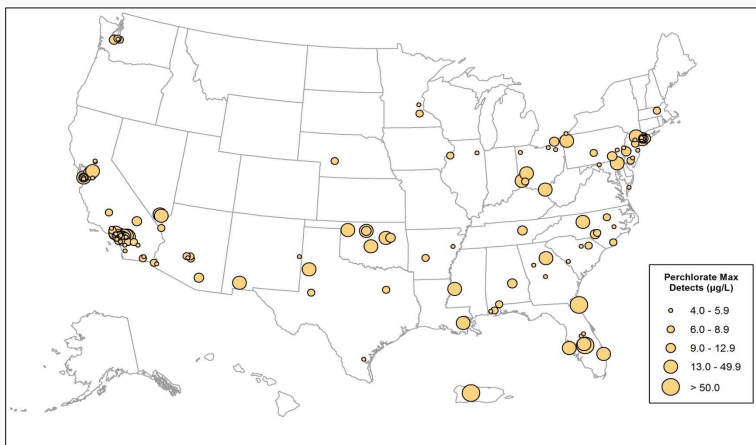 Perchlorate Max
Detects (µg/L)
4.0 - 5.9
6.0 - 8.9
9.0 - 12.9
13.0 - 49.9
> 50.0